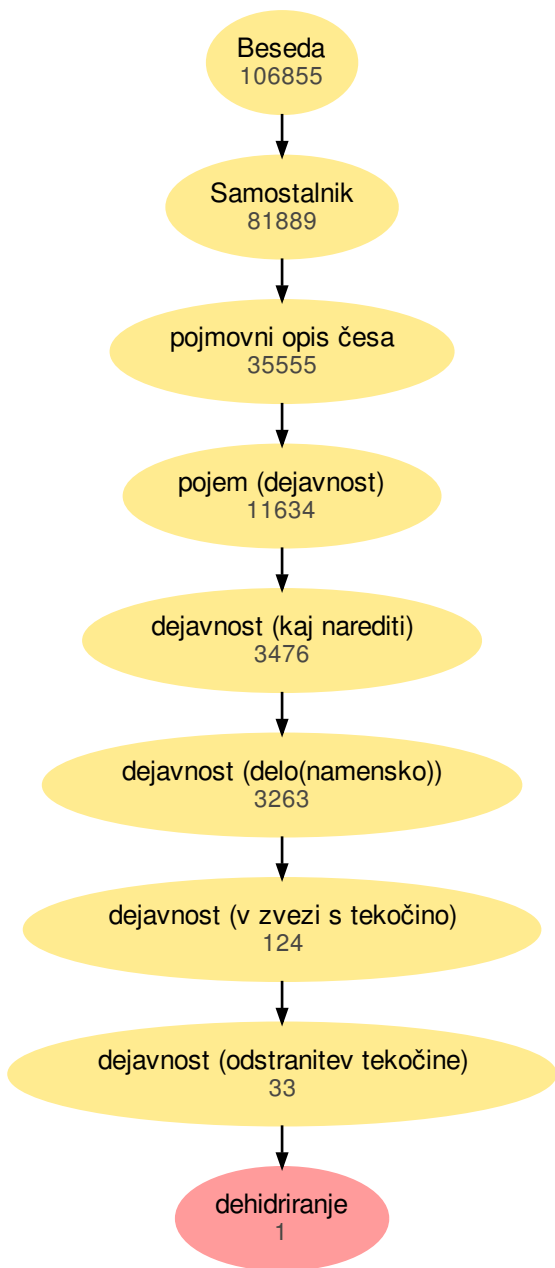 Beseda
106855
Samostalnik
81889
pojmovni opis česa
35555
pojem (dejavnost)
11634
dejavnost (kaj narediti)
3476
dejavnost (delo(namensko))
3263
dejavnost (v zvezi s tekočino)
124
dejavnost (odstranitev tekočine)
33
dehidriranje
1